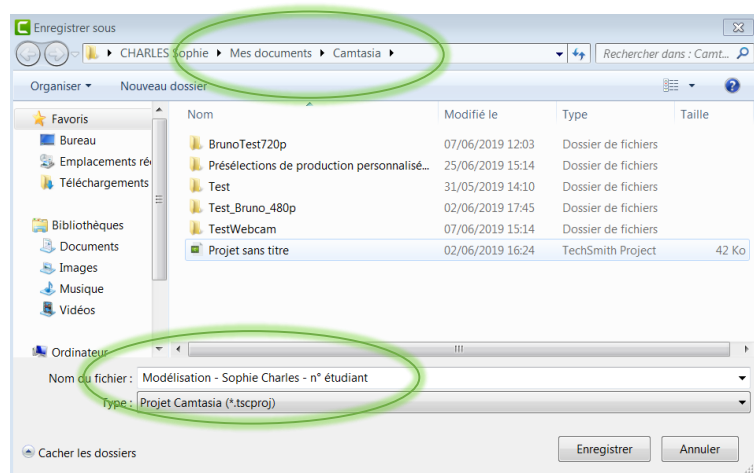 Enregistrer sous
CHARLES Sophie Mes documents Camtasia
Rechercher dans : Camt...
Organiser Nouveau dossier
Nom Modifié le Type Taille
Favoris
Bureau
Emplacements ré
Téléchargements
Bibliothèques
Documents
Images
Musique
Vidéos
Ordinateur
BrunoTest720p 07/06/2019 12:03 Dossier de fichiers
Présélections de production personnalisé... 25/06/2019 15:14 Dossier de fichiers
Test 31/05/2019 14:10 Dossier de fichiers
Test_Bruno_480p 02/06/2019 17:45 Dossier de fichiers
TestWebcam 07/06/2019 15:14 Dossier de fichiers
Projet sans titre 02/06/2019 16:24 TechSmith Project 42 Ko
Nom du fichier : Modélisation - Sophie Charles - n° étudiant
Type : Projet Camtasia (*.tscproj)
Cacher les dossiers
Enregistrer Annuler